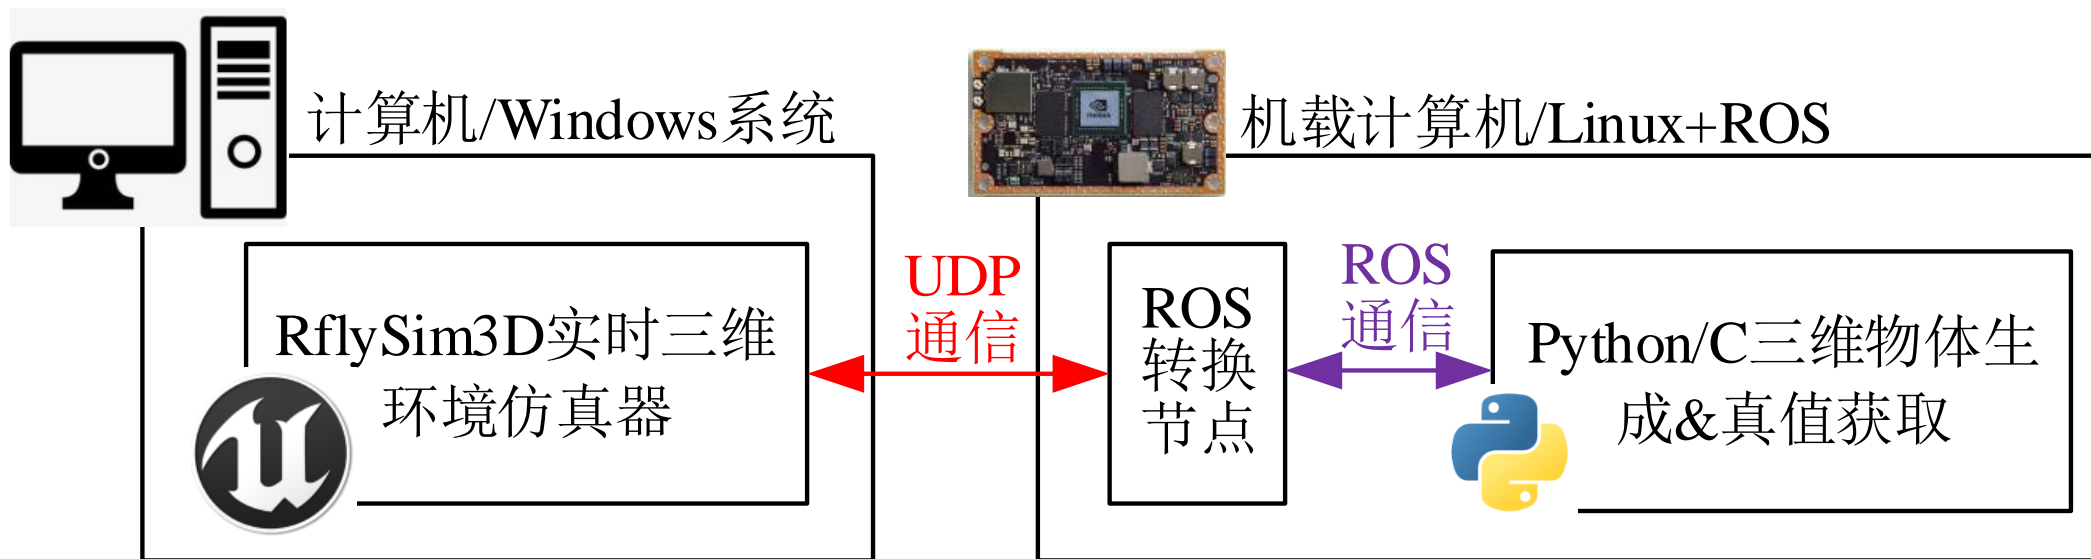 计算机/Windows系统
机载计算机/Linux+ROS
RflySim3D实时三维
环境仿真器
UDP
通信
ROS
转换
节点
ROS
通信
Python/C三维物体生
成&真值获取